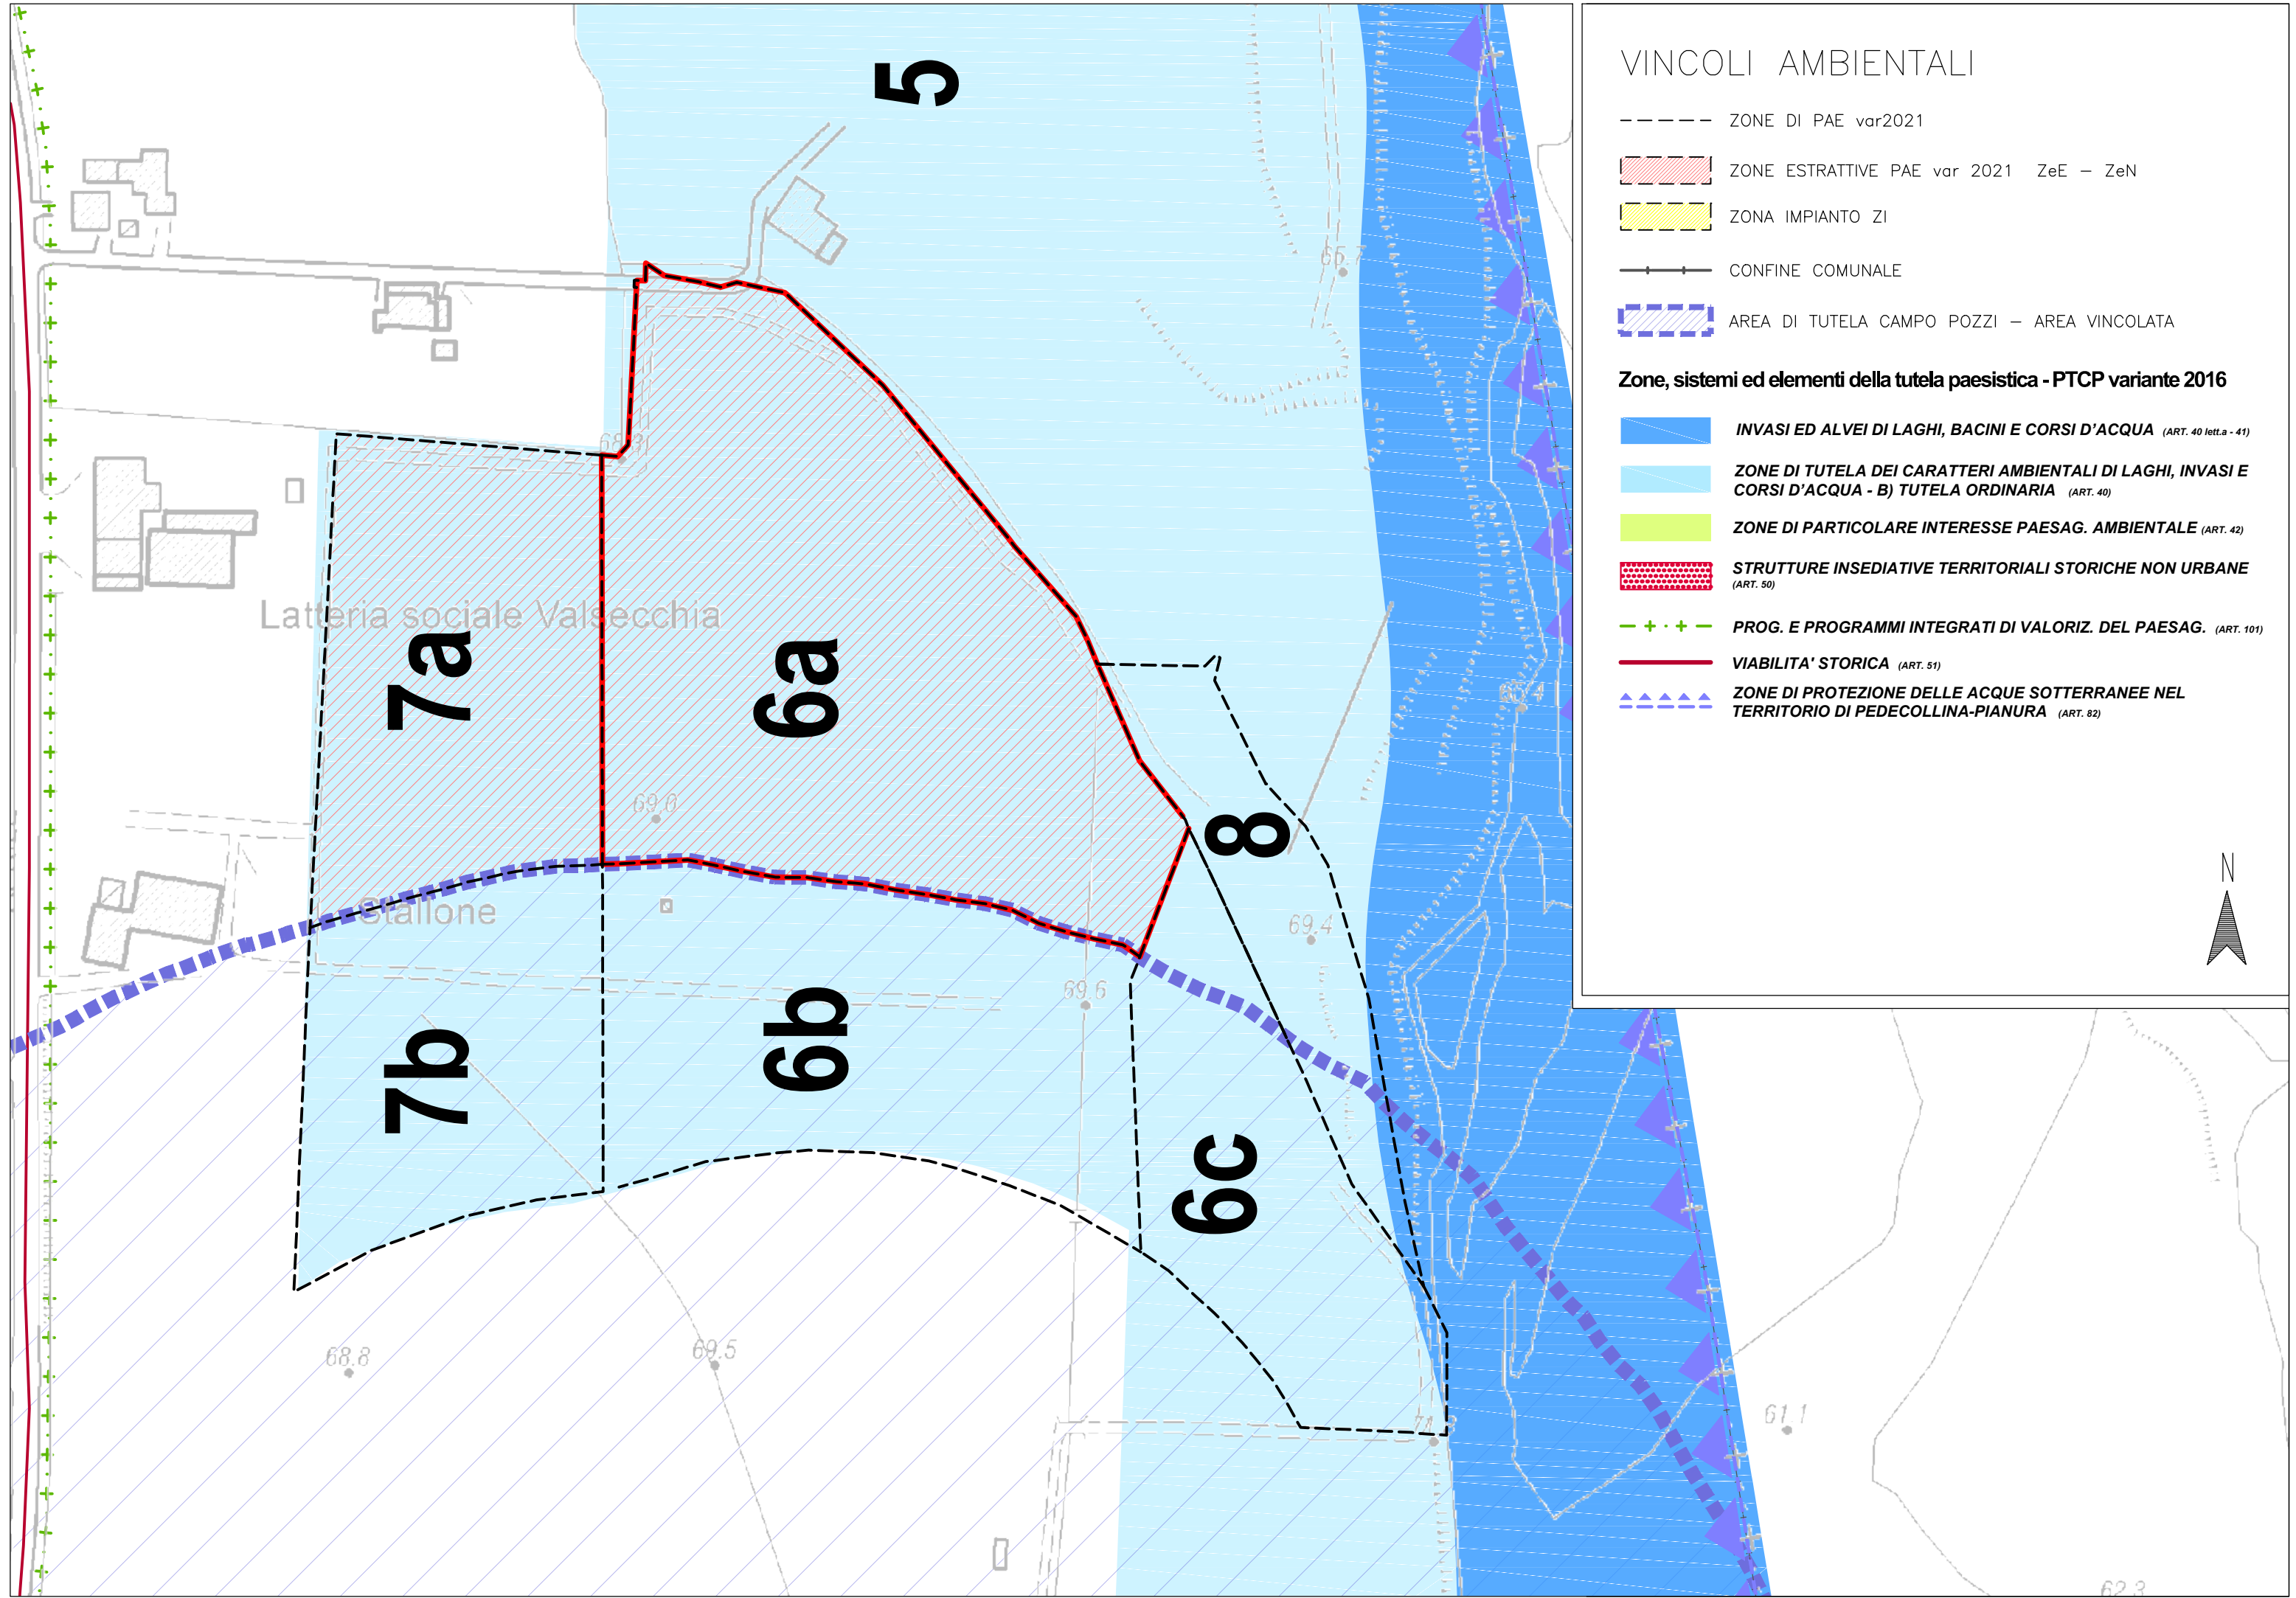 VINCOLI AMBIENTALI
ZONE DI PAE var2021
ZONE ESTRATTIVE PAE var 2021 ZeE – ZeN
ZONA IMPIANTO ZI
CONFINE COMUNALE
AREA DI TUTELA CAMPO POZZI – AREA VINCOLATA
Zone, sistemi ed elementi della tutela paesistica - PTCP variante 2016
INVASI ED ALVEI DI LAGHI, BACINI E CORSI D'ACQUA (ART. 40 lett.a - 41)
ZONE DI TUTELA DEI CARATTERI AMBIENTALI DI LAGHI, INVASI E
CORSI D'ACQUA - B) TUTELA ORDINARIA (ART. 40)
ZONE DI PARTICOLARE INTERESSE PAESAG. AMBIENTALE (ART. 42)
STRUTTURE INSEDIATIVE TERRITORIALI STORICHE NON URBANE
(ART. 50)
PROG. E PROGRAMMI INTEGRATI DI VALORIZ. DEL PAESAG. (ART. 101)
VIABILITA' STORICA (ART. 51)
ZONE DI PROTEZIONE DELLE ACQUE SOTTERRANEE NEL
TERRITORIO DI PEDECOLLINA-PIANURA (ART. 82)
N
5
65.7
68.3
Latteria sociale Valsecchia
7a
6a
69.0
8
Stallone
69.4
69.6
7b
6b
6c
68.8
69.5
61.1
62.3